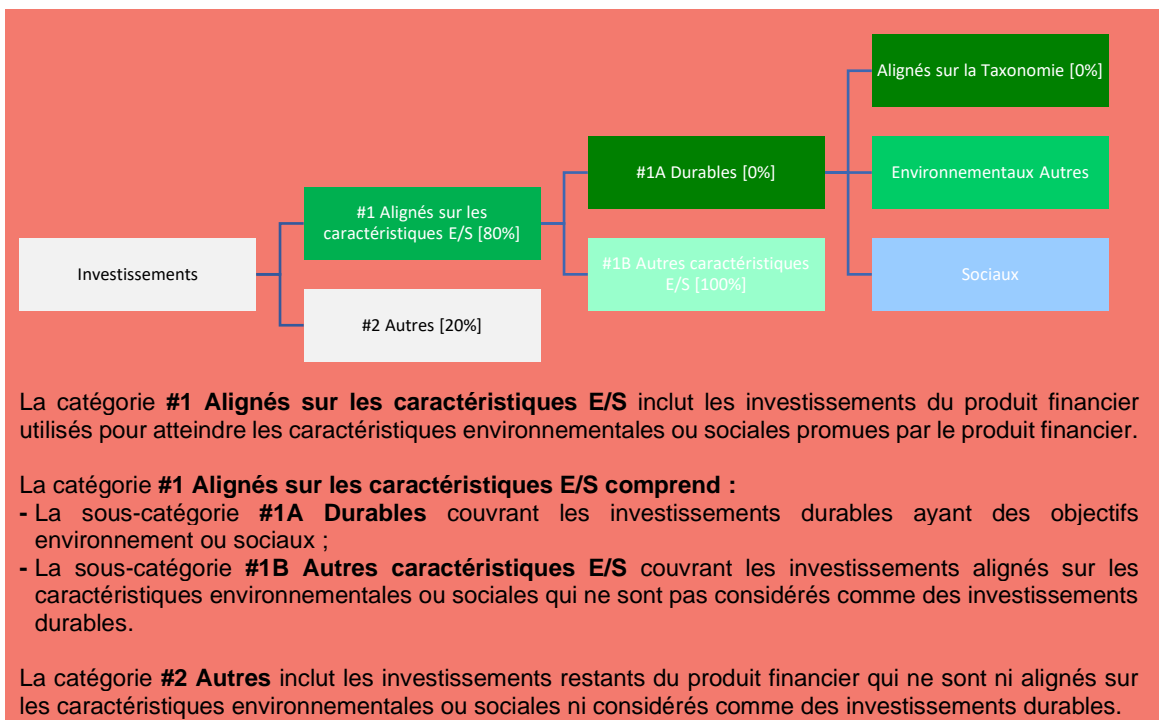 Alignés sur la Taxonomie [0%]
#1A Durables [0%]
Environnementaux Autres
#1 Alignés sur les
caractéristiques E/S [80%]
Investissements
#1B Autres caractéristiques
E/S [100%]
Sociaux
#2 Autres [20%]
La catégorie #1 Alignés sur les caractéristiques E/S inclut les investissements du produit financier
utilisés pour atteindre les caractéristiques environnementales ou sociales promues par le produit financier.
La catégorie #1 Alignés sur les caractéristiques E/S comprend :
- La sous-catégorie #1A Durables couvrant les investissements durables ayant des objectifs
environnement ou sociaux ;
- La sous-catégorie #1B Autres caractéristiques E/S couvrant les investissements alignés sur les
caractéristiques environnementales ou sociales qui ne sont pas considérés comme des investissements
durables.
La catégorie #2 Autres inclut les investissements restants du produit financier qui ne sont ni alignés sur
les caractéristiques environnementales ou sociales ni considérés comme des investissements durables.